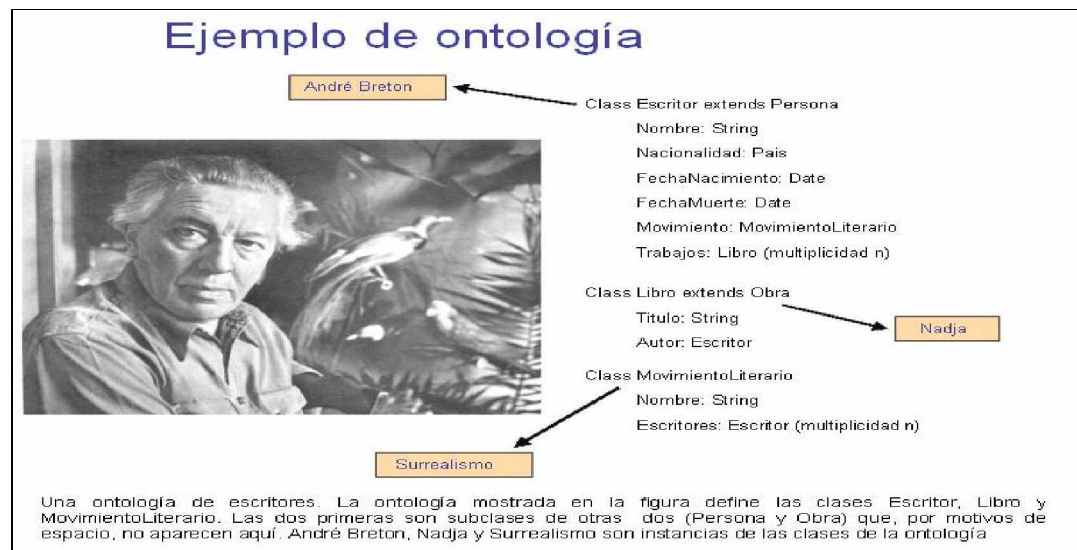 Ejemplo de ontología
André Breton
Class Escritor extends Persona
Nombre: String
Nacionalidad: Pais
FechaNacimiento: Date
FechaMuerte: Date
Movimiento: MovimientoLiterario
Trabajos: Libro (multiplicidad n)
Class Libro extends Obra
Titulo: String
Autor: Escritor
Nadja
Class MovimientoLiterario
Nombre: String
Escritores: Escritor (multiplicidad n)
Surrealismo
Una ontología de escritores. La ontología mostrada en la figura define las clases Escritor, Libro y
MovimientoLiterario. Las dos primeras son subclases de otras dos (Persona y Obra) que, por motivos de
espacio, no aparecen aquí. André Breton, Nadja y Surrealismo son instancias de las clases de la ontología